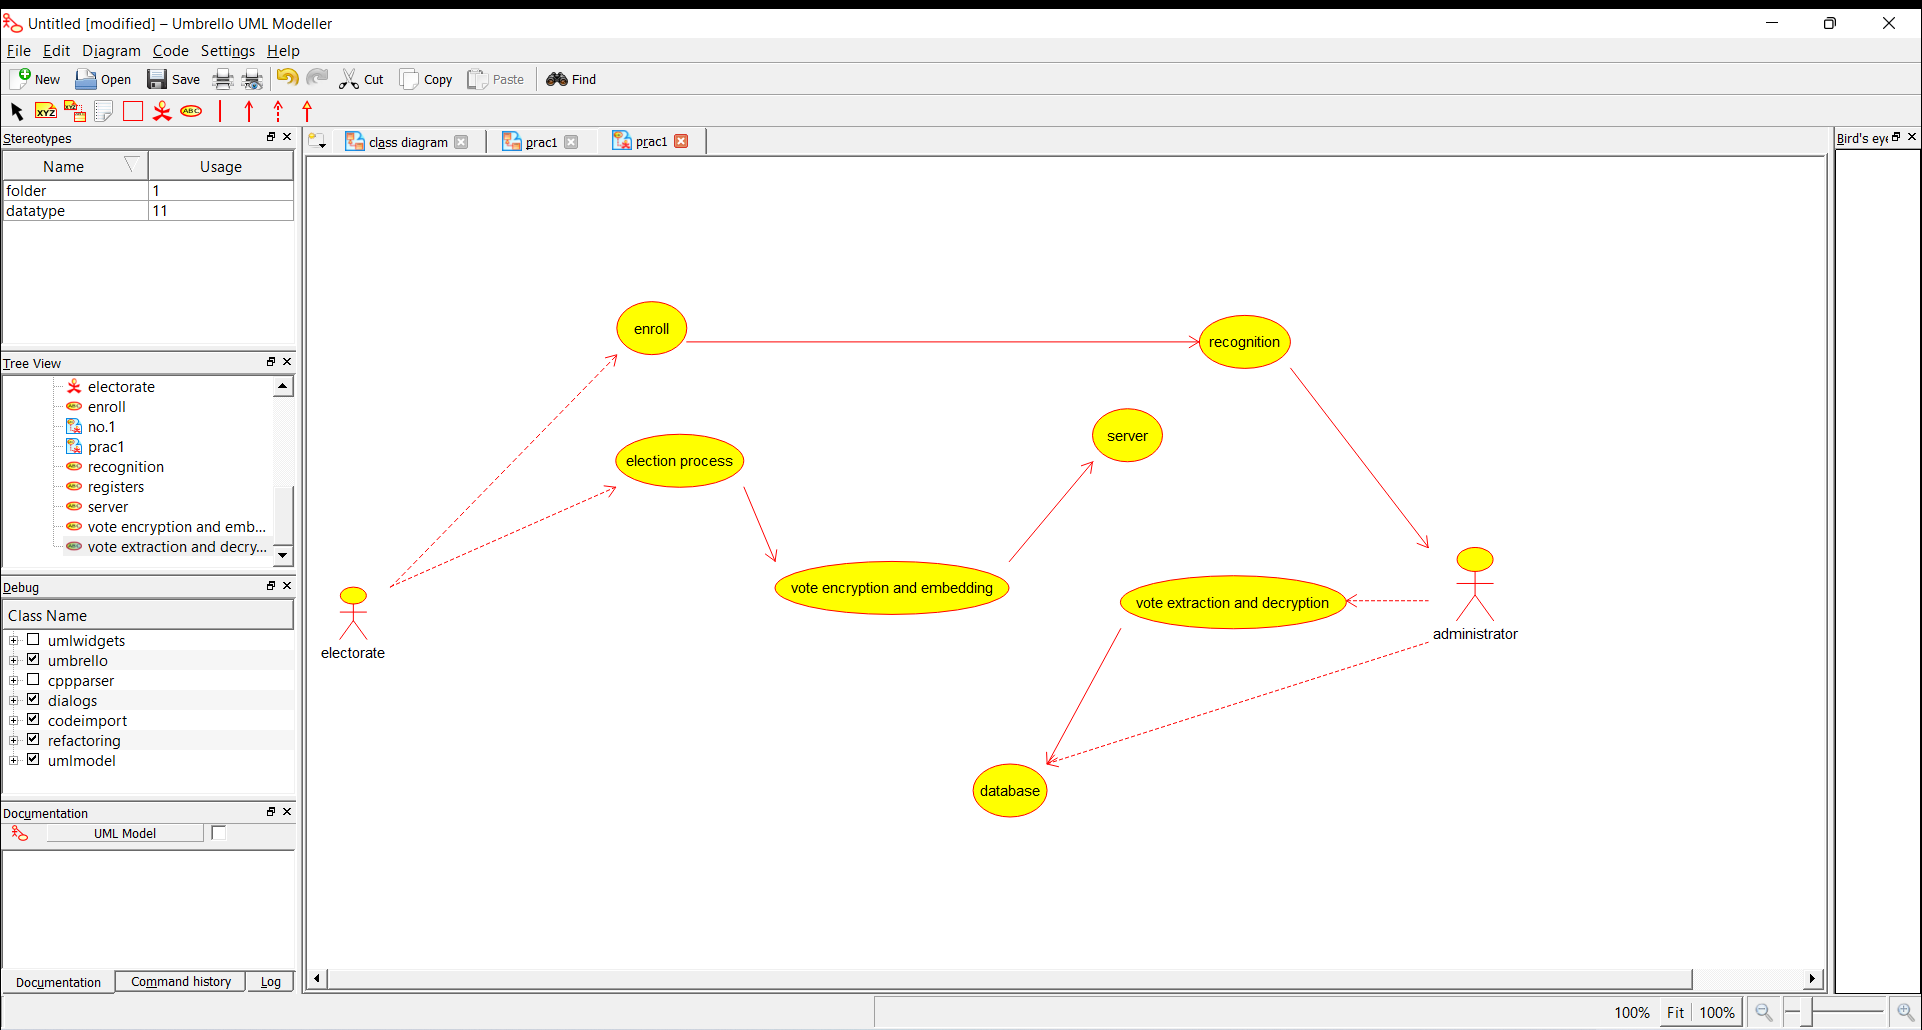 Untitled [modified] – Umbrello UML Modeller
File Edit Diagram Code Settings Help
New Open Save Cut Copy Paste Find
XYZ XYZ ABC
Stereotypes
Name Usage
folder 1
datatype 11
Tree View
electorate
enroll
no.1
prac1
recognition
registers
server
vote encryption and emb...
vote extraction and decry...
Debug
Class Name
umlwidgets
umbrello
cppparser
dialogs
codeimport
refactoring
umlmodel
Documentation
UML Model
Documentation Command history Log
class diagram prac1 prac1
enroll
recognition
server
election process
vote encryption and embedding
vote extraction and decryption
administrator
electorate
database
Bird's eye
100% Fit 100%